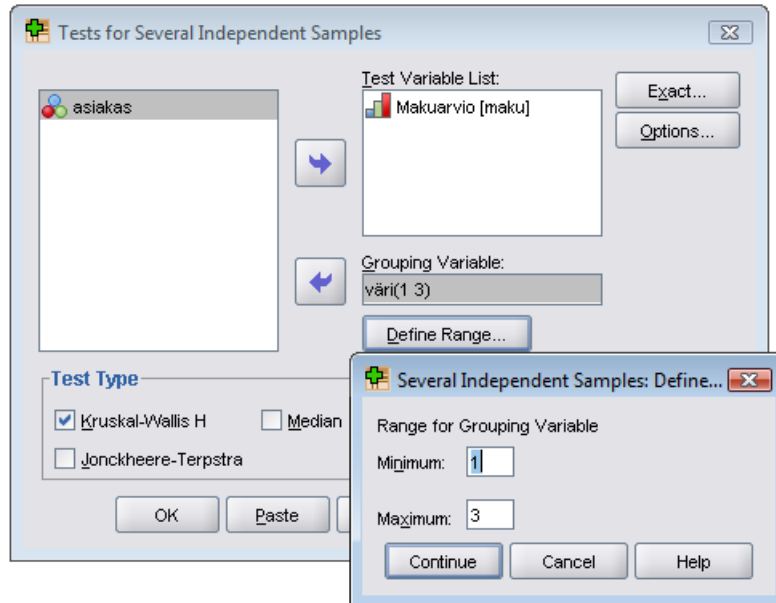 Tests for Several Independent Samples
Test Variable List:
asiakas
Makuarvio [maku]
Exact...
Options...
Grouping Variable:
väri(1 3)
Define Range...
Test Type
Kruskal-Wallis H
Median
Jonckheere-Terpstra
OK
Paste
Several Independent Samples: Define...
Range for Grouping Variable
Minimum: 1
Maximum: 3
Continue
Cancel
Help